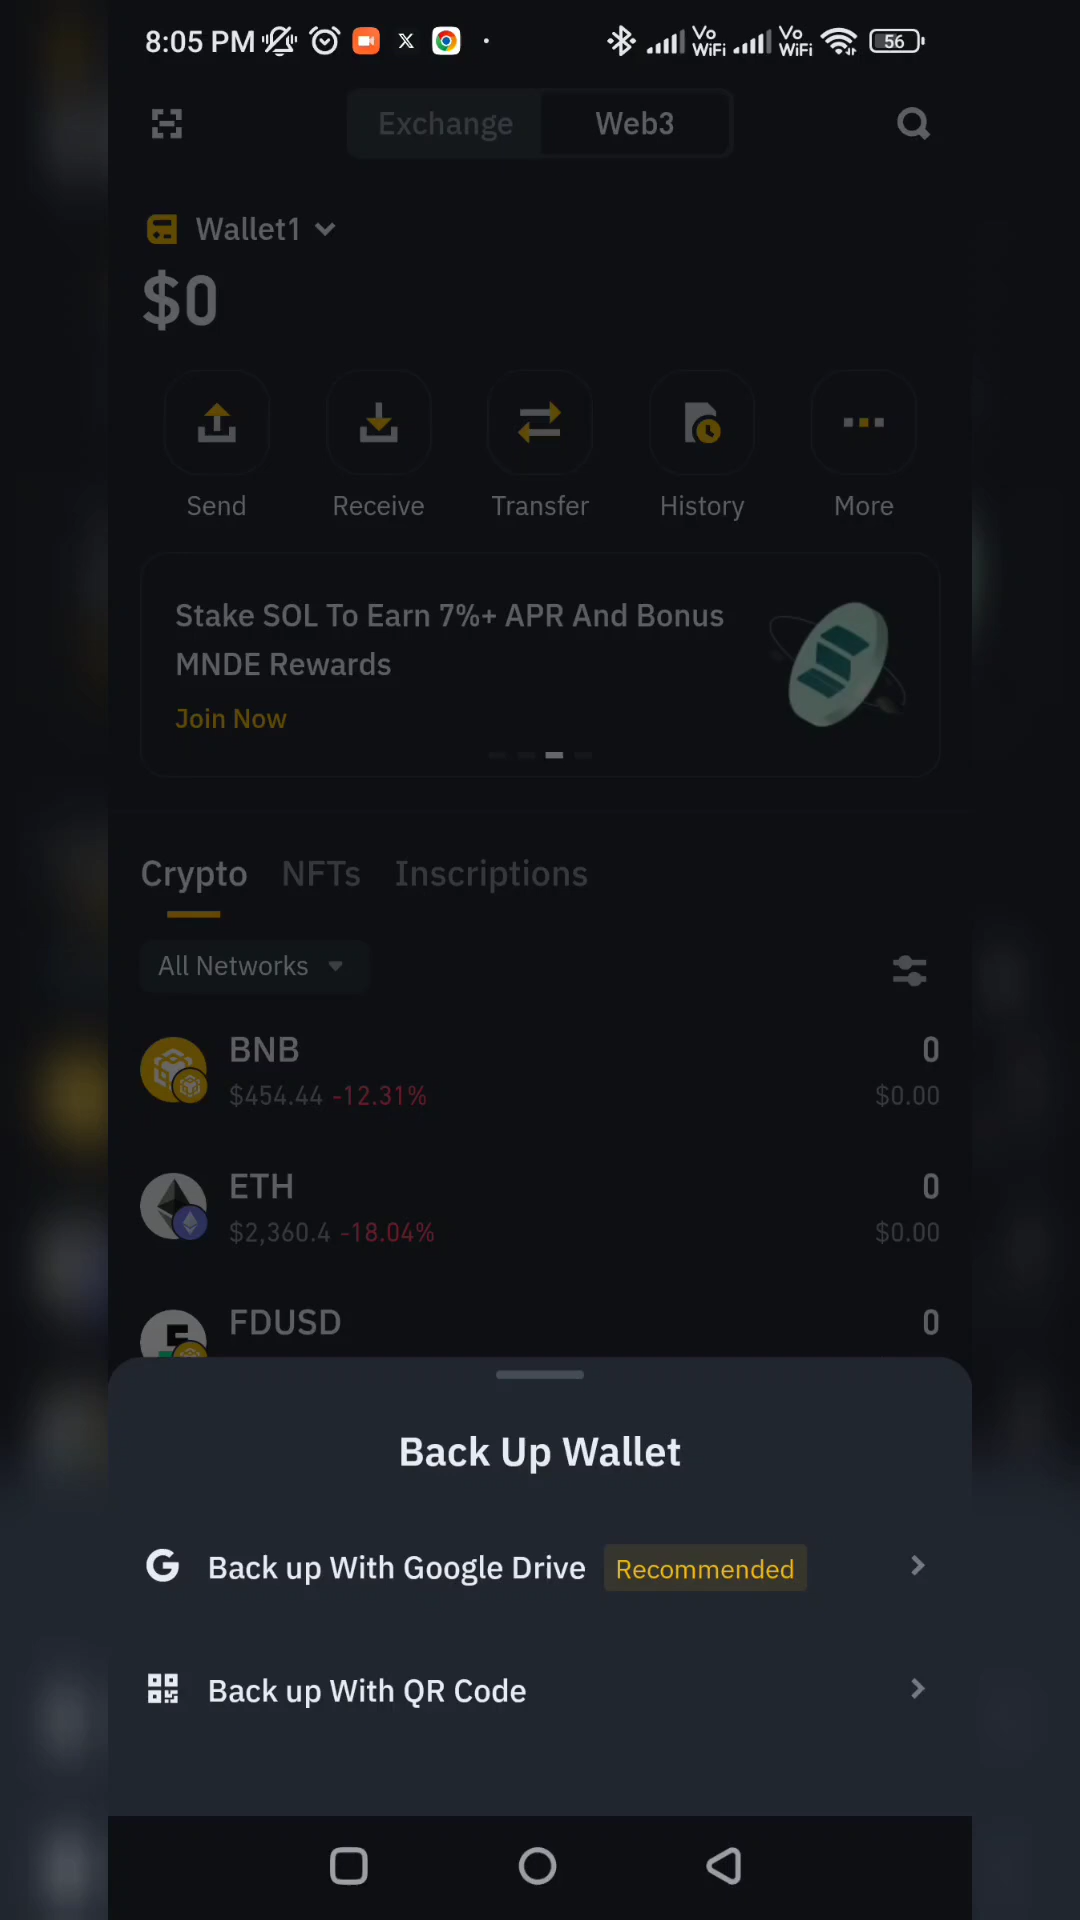 8:05 PM
Vo
WiFi
Vo
WiFi
56
Exchange
Web3
Wallet1
$0
Send
Receive
Transfer
History
More
Stake SOL To Earn 7%+ APR And Bonus
MNDE Rewards
Join Now
Crypto
NFTs
Inscriptions
All Networks
BNB
0
$454.44 -12.31%
$0.00
ETH
0
$2,360.4 -18.04%
$0.00
FDUSD
0
Back Up Wallet
Back up With Google Drive
Recommended
Back up With QR Code